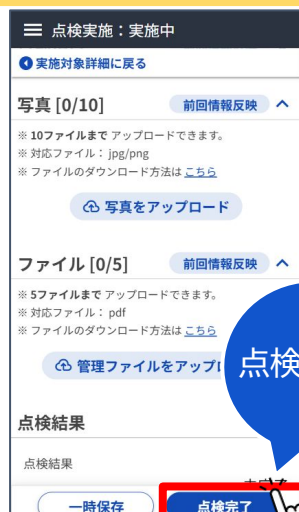 点検実施：実施中
実施対象詳細に戻る
写真 [0/10] 前回情報反映
※ 10ファイルまで アップロードできます。
※ 対応ファイル： jpg/png
※ ファイルのダウンロード方法は こちら
写真をアップロード
ファイル [0/5] 前回情報反映
※ 5ファイルまで アップロードできます。
※ 対応ファイル： pdf
※ ファイルのダウンロード方法は こちら
管理ファイルをアップ
点検
点検結果
点検結果
一時保存 点検完了